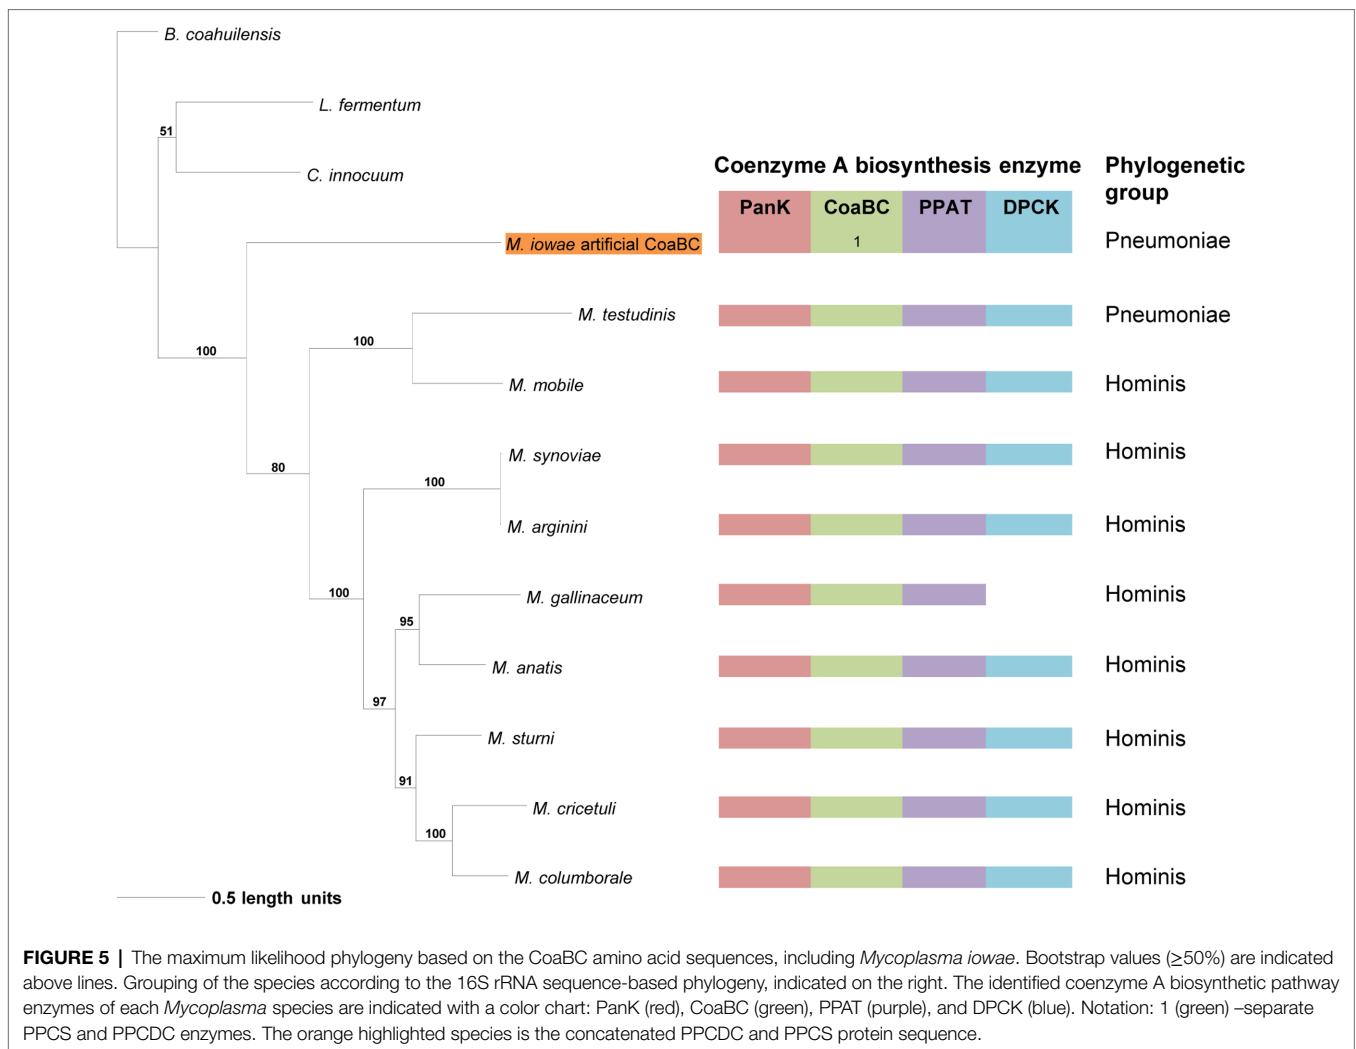 B. coahuilensis
L. fermentum
51
C. innocuum
Coenzyme A biosynthesis enzyme
Phylogenetic
group
PanK CoaBC PPAT DPCK
M. iowae artificial CoaBC
1
Pneumoniae
M. testudinis
Pneumoniae
100
100
M. mobile
Hominis
M. synoviae
Hominis
80
100
M. arginini
Hominis
100
M. gallinaceum
Hominis
95
M. anatis
Hominis
97
M. sturni
Hominis
91
M. cricetuli
Hominis
100
M. columborale
Hominis
0.5 length units
FIGURE 5 | The maximum likelihood phylogeny based on the CoaBC amino acid sequences, including Mycoplasma iowae. Bootstrap values (≥50%) are indicated
above lines. Grouping of the species according to the 16S rRNA sequence-based phylogeny, indicated on the right. The identified coenzyme A biosynthetic pathway
enzymes of each Mycoplasma species are indicated with a color chart: PanK (red), CoaBC (green), PPAT (purple), and DPCK (blue). Notation: 1 (green) –separate
PPCS and PPCDC enzymes. The orange highlighted species is the concatenated PPCDC and PPCS protein sequence.